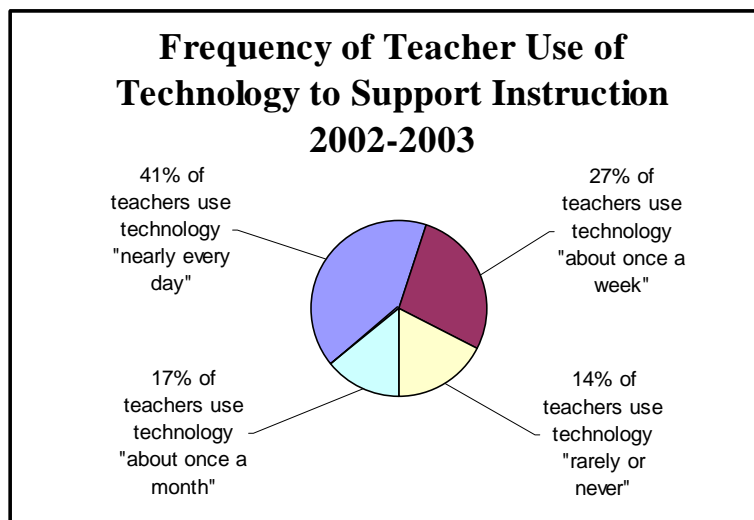 Frequency of Teacher Use of
Technology to Support Instruction
2002-2003
41% of
teachers use
technology
"nearly every
day"
27% of
teachers use
technology
"about once a
week"
17% of
teachers use
technology
"about once a
month"
14% of
teachers use
technology
"rarely or
never"